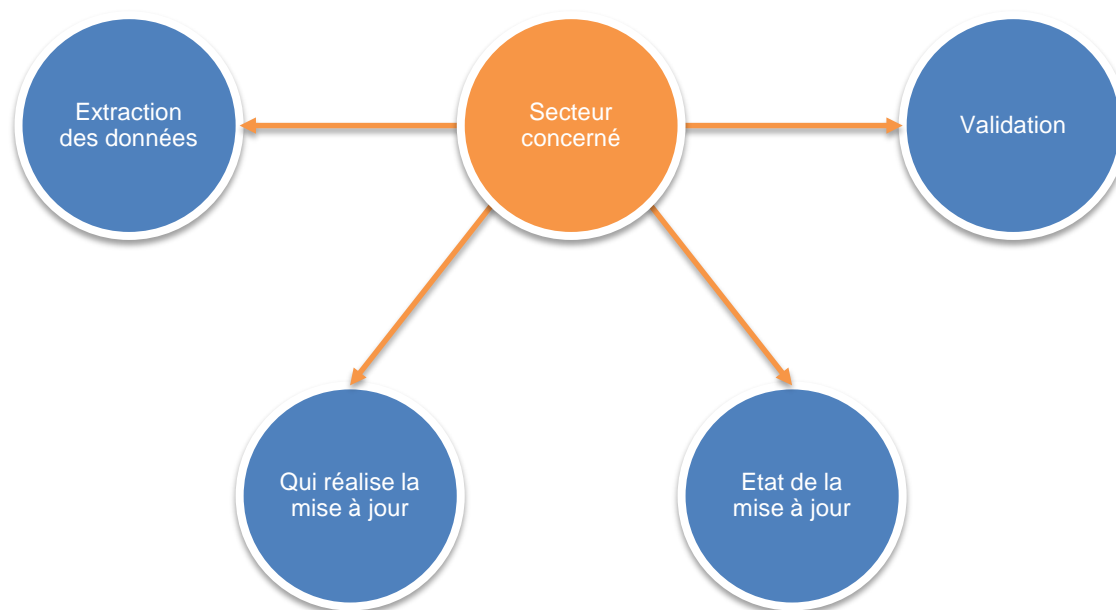 Extraction
des données
Secteur
concerné
Validation
Qui réalise la
mise à jour
Etat de la
mise à jour